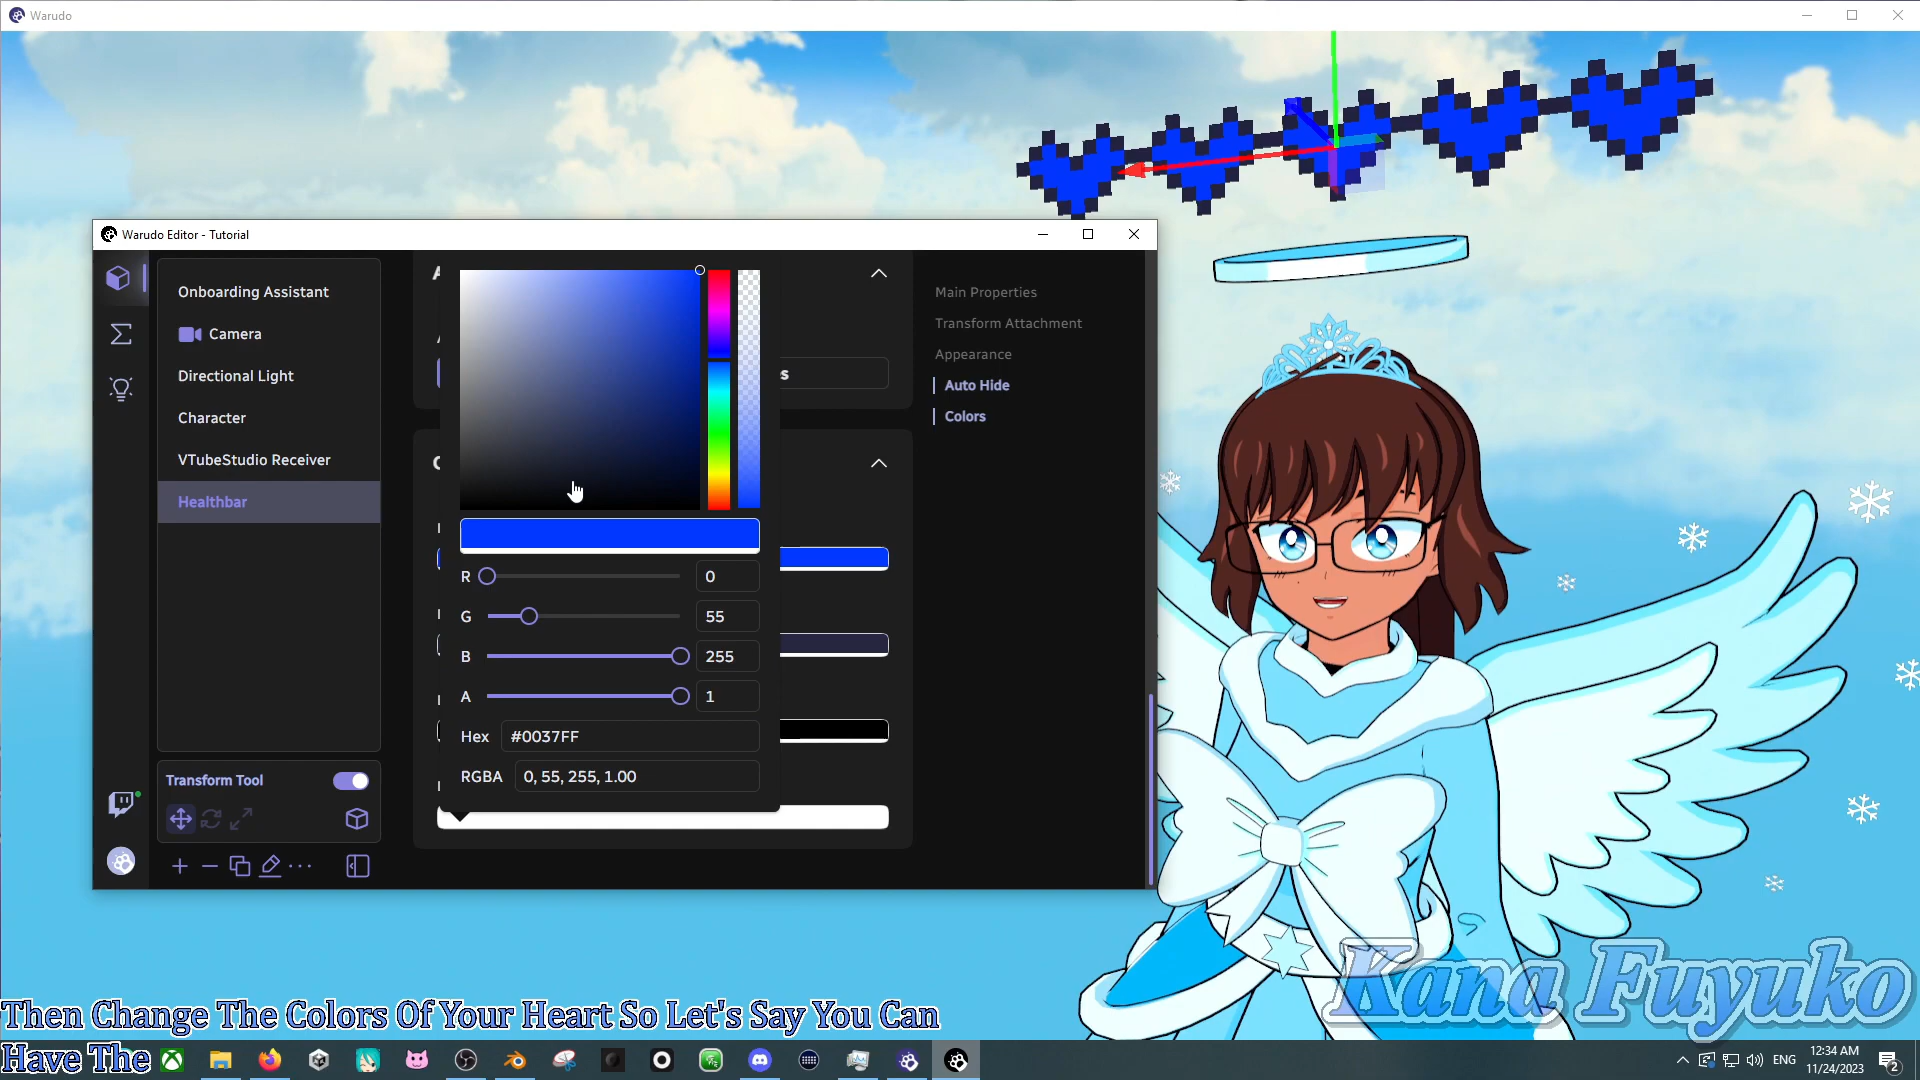 Warudo
Warudo Editor - Tutorial
Onboarding Assistant
Camera
Directional Light
Character
VTubeStudio Receiver
Healthbar
Transform Tool
s
R 0
G 55
B 255
A 1
Hex #0037FF
RGBA 0, 55, 255, 1.00
Main Properties
Transform Attachment
Appearance
Auto Hide
Colors
Kana Fuyuko
Then Change The Colors Of Your Heart So Let's Say You Can
Have The
ENG
12:34 AM
11/24/2023
2